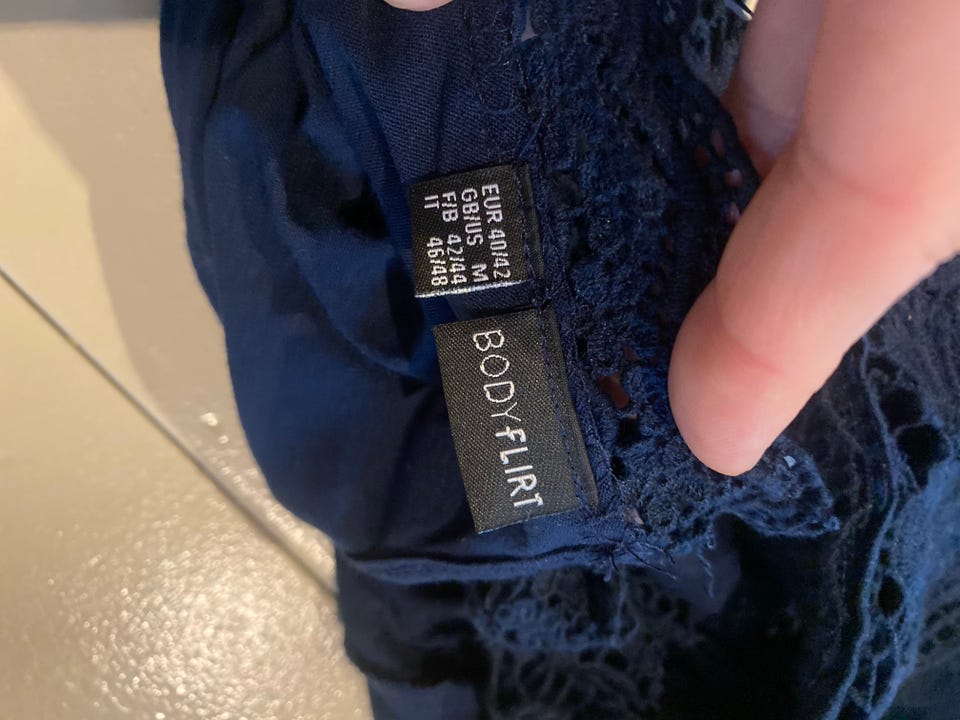 EUR 40/42
GB/US M
F/B 42/44
IT 46/48
BODYFLIRT